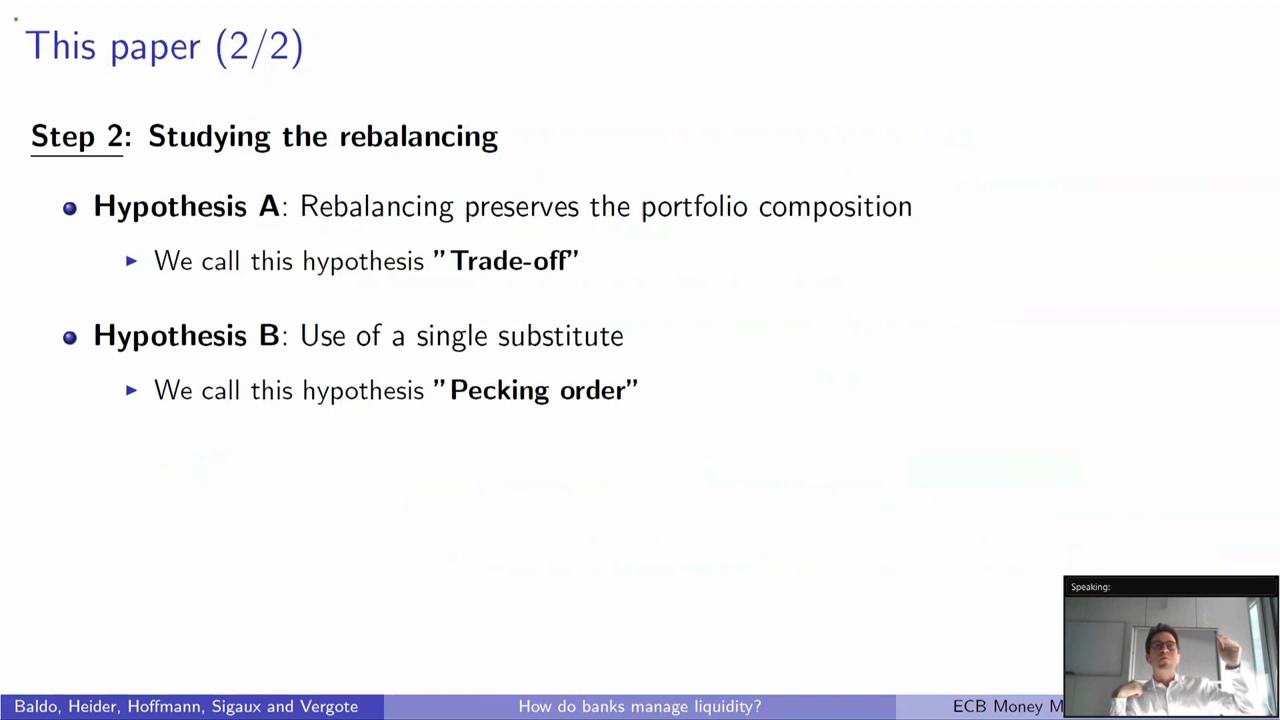 This paper (2/2)
Step 2: Studying the rebalancing
Hypothesis A: Rebalancing preserves the portfolio composition
We call this hypothesis ”Trade-off”
Hypothesis B: Use of a single substitute
We call this hypothesis ”Pecking order”
Speaking:
Baldo, Heider, Hoffmann, Sigaux and Vergote
How do banks manage liquidity?
ECB Money M